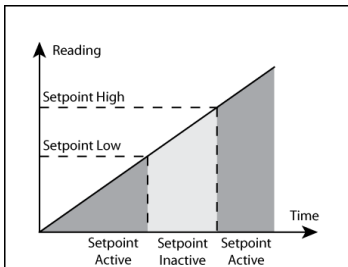 Reading
Setpoint High
Setpoint Low
Time
Setpoint Setpoint Setpoint
Active Inactive Active